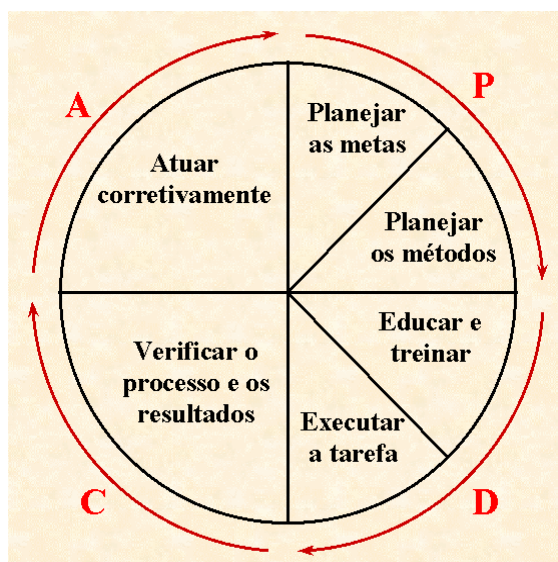 P
Planejar
as metas
Planejar
os métodos
Educar e
treinar
D
Executar
a tarefa
C
Verificar o
processo e os
resultados
A
Atuar
corretivamente